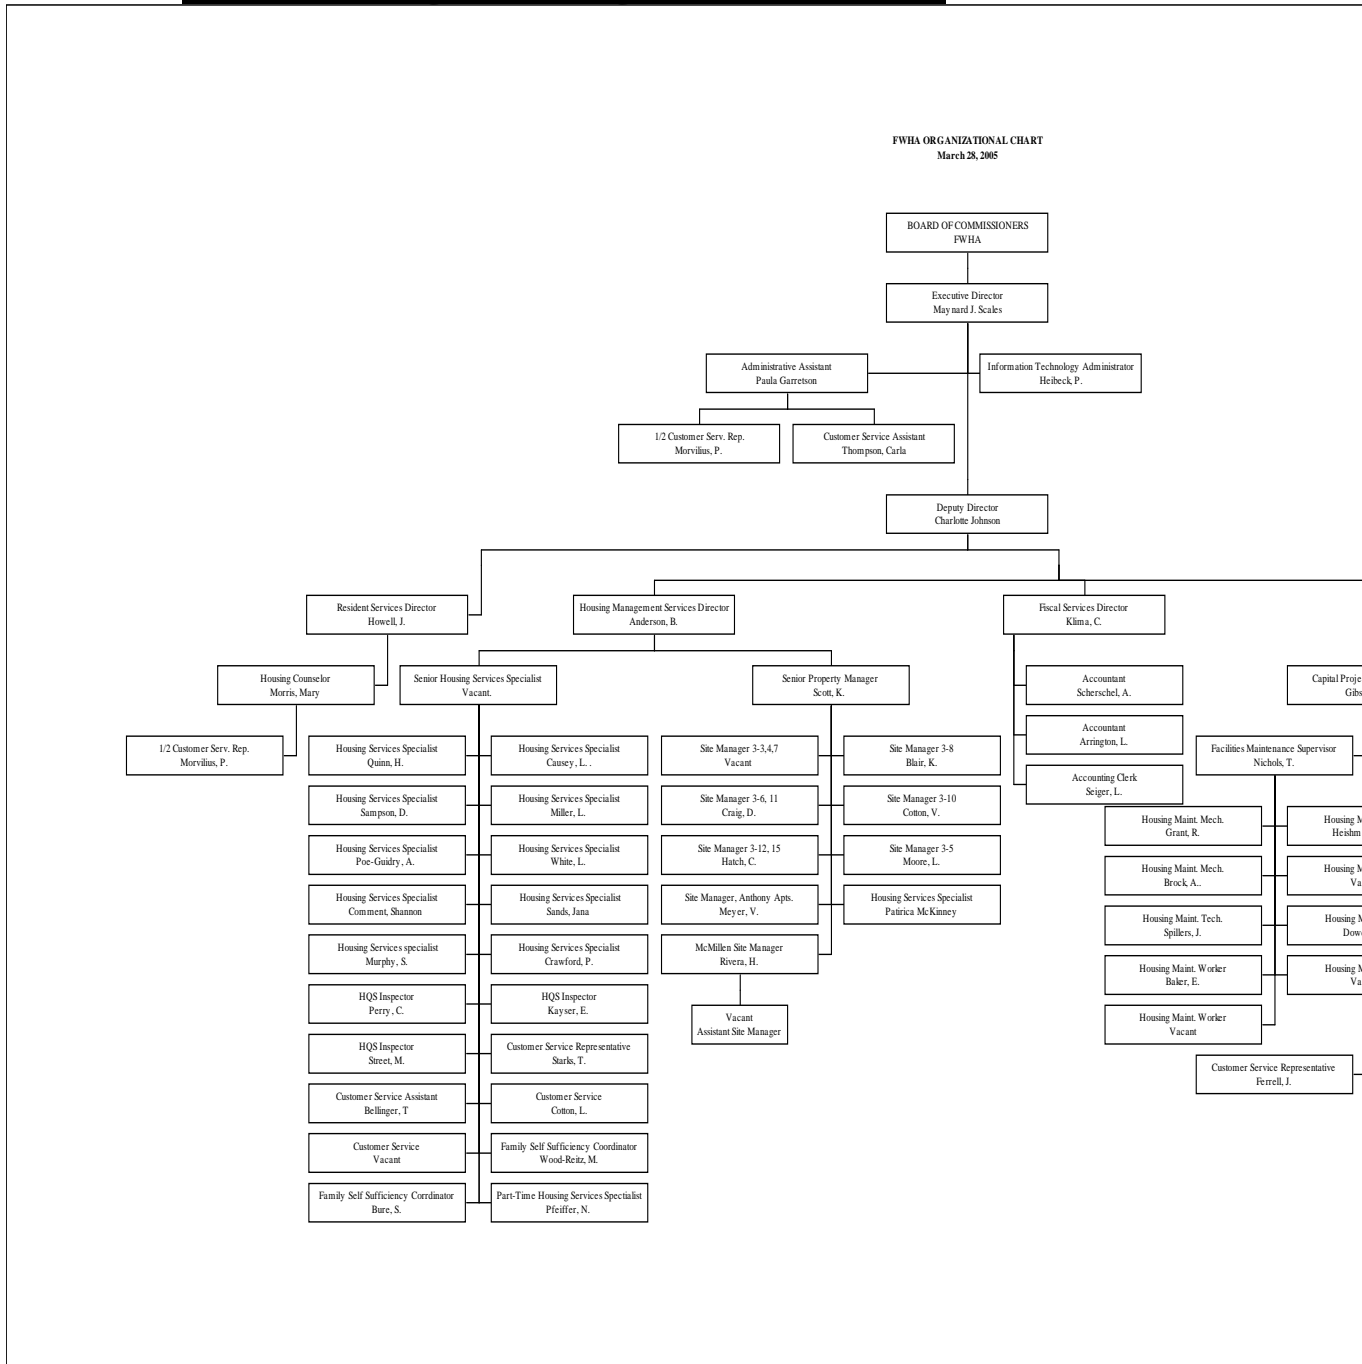 FWHA ORGANIZATIONAL CHART
March 28, 2005
BOARD OF COMMISSIONERS
FWHA
Executive Director
Maynard J. Scales
Administrative Assistant
Paula Garretson
Information Technology Administrator
Heibeck, P.
1/2 Customer Serv. Rep.
Morvilius, P.
Customer Service Assistant
Thompson, Carla
Deputy Director
Charlotte Johnson
Resident Services Director
Howell, J.
Housing Management Services Director
Anderson, B.
Fiscal Services Director
Klima, C.
Housing Counselor
Morris, Mary
Senior Housing Services Specialist
Vacant.
Senior Property Manager
Scott, K.
Accountant
Scherschel, A.
Capital Proje
Gibs
1/2 Customer Serv. Rep.
Morvilius, P.
Housing Services Specialist
Quinn, H.
Housing Services Specialist
Causey, L. .
Site Manager 3-3,4,7
Vacant
Site Manager 3-8
Blair, K.
Accountant
Arrington, L.
Facilities Maintenance Supervisor
Nichols, T.
Accounting Clerk
Seiger, L.
Housing Services Specialist
Sampson, D.
Housing Services Specialist
Miller, L.
Site Manager 3-6, 11
Craig, D.
Site Manager 3-10
Cotton, V.
Housing Maint. Mech.
Grant, R.
Housing M
Heishm
Housing Services Specialist
Poe-Guidry, A.
Housing Services Specialist
White, L.
Site Manager 3-12, 15
Hatch, C.
Site Manager 3-5
Moore, L.
Housing Maint. Mech.
Brock, A..
Housing M
Va
Housing Services Specialist
Comment, Shannon
Housing Services Specialist
Sands, Jana
Site Manager, Anthony Apts.
Meyer, V.
Housing Services Specialist
Patirica McKinney
Housing Maint. Tech.
Spillers, J.
Housing M
Dowe
Housing Services specialist
Murphy, S.
Housing Services Specialist
Crawford, P.
McMillen Site Manager
Rivera, H.
Housing Maint. Worker
Baker, E.
Housing M
Va
HQS Inspector
Perry, C.
HQS Inspector
Kayser, E.
Vacant
Assistant Site Manager
Housing Maint. Worker
Vacant
HQS Inspector
Street, M.
Customer Service Representative
Starks, T.
Customer Service Representative
Ferrell, J.
Customer Service Assistant
Bellinger, T
Customer Service
Cotton, L.
Customer Service
Vacant
Family Self Sufficiency Coordinator
Wood-Reitz, M.
Family Self Sufficiency Corrdinator
Bure, S.
Part-Time Housing Services Spectialist
Pfeiffer, N.